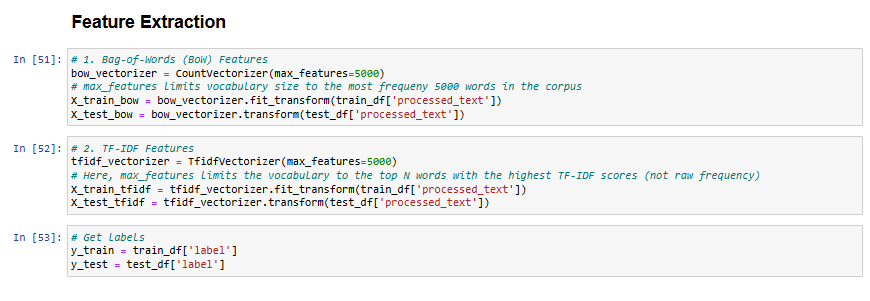 Feature Extraction
In [51]: # 1. Bag-of-Words (BoW) Features
bow_vectorizer = CountVectorizer(max_features=5000)
# max_features limits vocabulary size to the most frequeny 5000 words in the corpus
X_train_bow = bow_vectorizer.fit_transform(train_df['processed_text'])
X_test_bow = bow_vectorizer.transform(test_df['processed_text'])
In [52]: # 2. TF-IDF Features
tfidf_vectorizer = TfidfVectorizer(max_features=5000)
# Here, max_features limits the vocabulary to the top N words with the highest TF-IDF scores (not raw frequency)
X_train_tfidf = tfidf_vectorizer.fit_transform(train_df['processed_text'])
X_test_tfidf = tfidf_vectorizer.transform(test_df['processed_text'])
In [53]: # Get labels
y_train = train_df['label']
y_test = test_df['label']